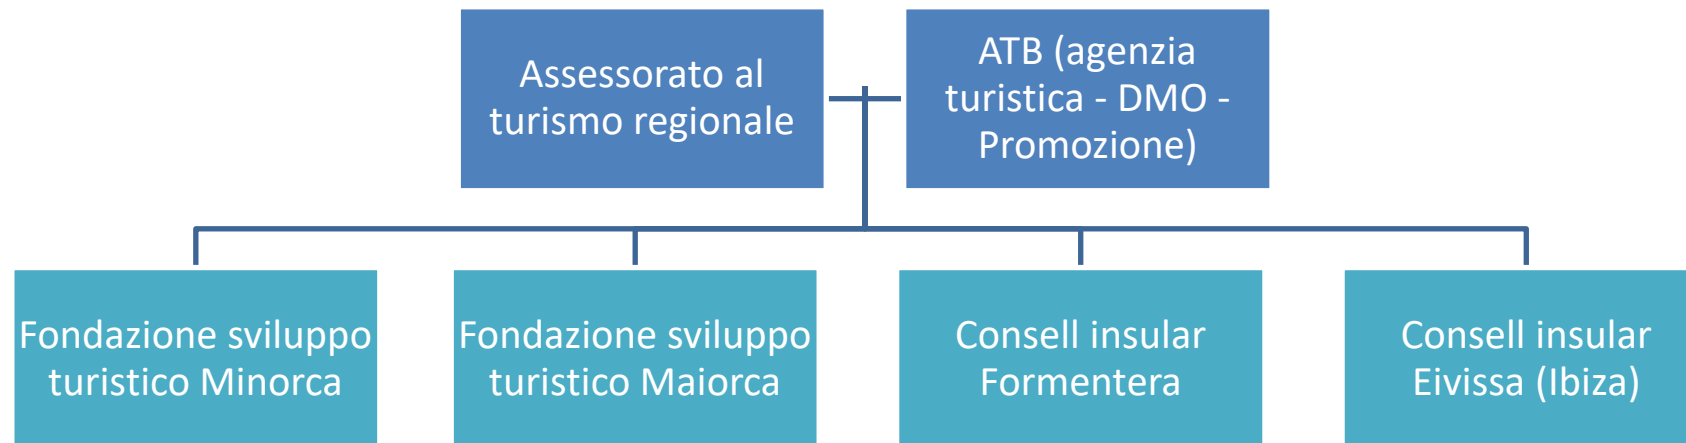 Assessorato al
turismo regionale
ATB (agenzia
turistica - DMO -
Promozione)
Fondazione sviluppo
turistico Minorca
Fondazione sviluppo
turistico Maiorca
Consell insular
Formentera
Consell insular
Eivissa (Ibiza)